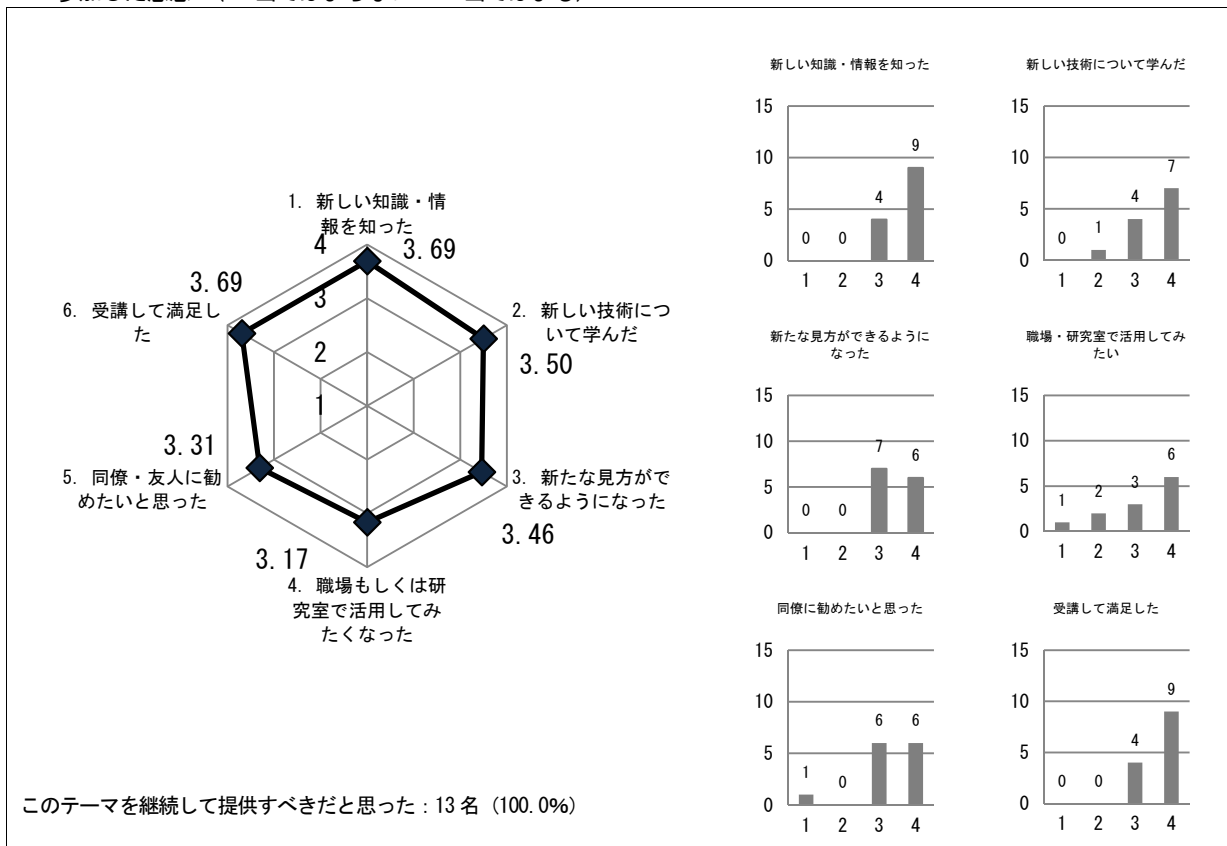 1. 新しい知識・情
報を知った
4
3.69
3.69
3
6. 受講して満足し
た
2. 新しい技術につ
いて学んだ
2
3.50
1
3.31
5. 同僚・友人に勧
めたいと思った
3. 新たな見方がで
きるようになった
3.46
3.17
4. 職場もしくは研
究室で活用してみ
たくなった
このテーマを継続して提供すべきだと思った：13 名 (100.0%)
新しい知識・情報を知った
15
10
5
0
0
0
4
9
1 2 3 4
新しい技術について学んだ
15
10
5
0
0
1
4
7
1 2 3 4
新たな見方ができるように
なった
15
10
5
0
0
0
7
6
1 2 3 4
職場・研究室で活用してみ
たい
15
10
5
0
1
2
3
6
1 2 3 4
同僚に勧めたいと思った
15
10
5
0
1
0
6
6
1 2 3 4
受講して満足した
15
10
5
0
0
0
4
9
1 2 3 4